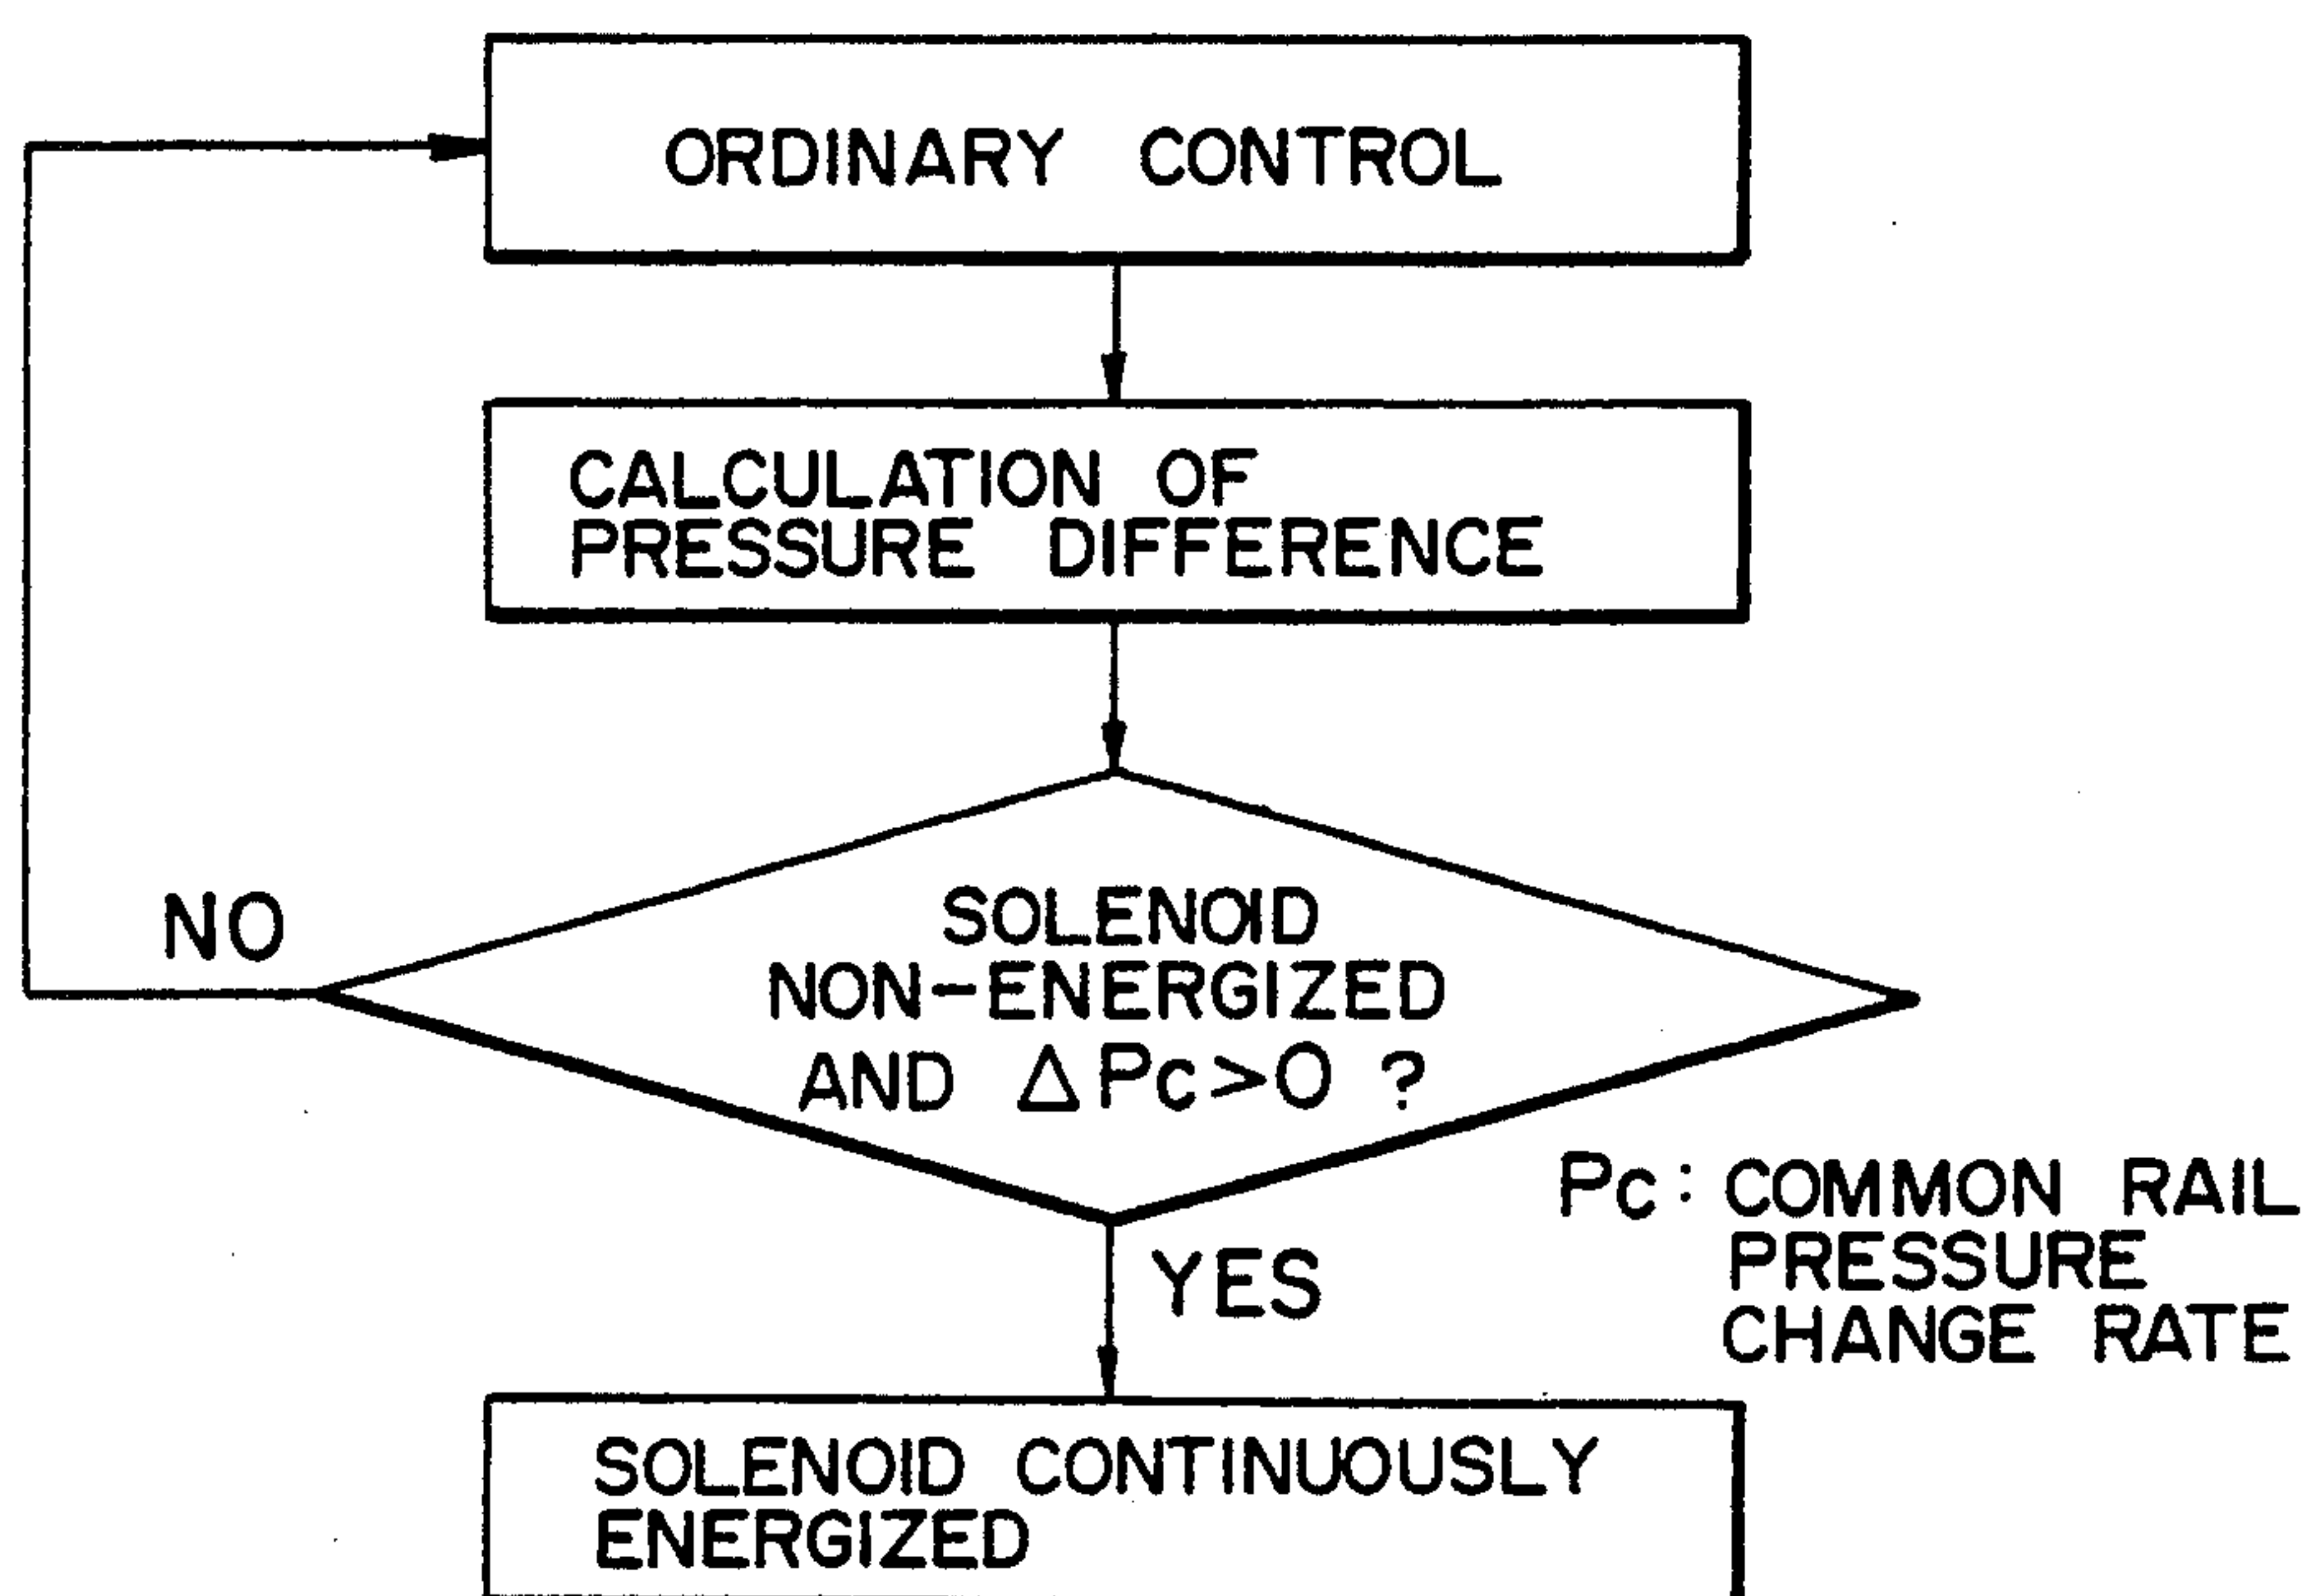 ORDINARY CONTROL
CALCULATION OF
PRESSURE DIFFERENCE
NO
SOLENOID
NON-ENERGIZED
AND △Pc>0 ?
YES
Pc: COMMON RAIL
PRESSURE
CHANGE RATE
SOLENOID CONTINUOUSLY
ENERGIZED